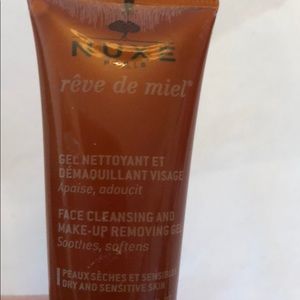 NUXE
PARIS
rêve de miel®
GEL NETTOYANT ET
DÉMAQUILLANT VISAGE
Apaise, adoucit
FACE CLEANSING AND
MAKE-UP REMOVING GEL
Soothes, softens
PEAUX SÈCHES ET SENSIBLES
DRY AND SENSITIVE SKIN